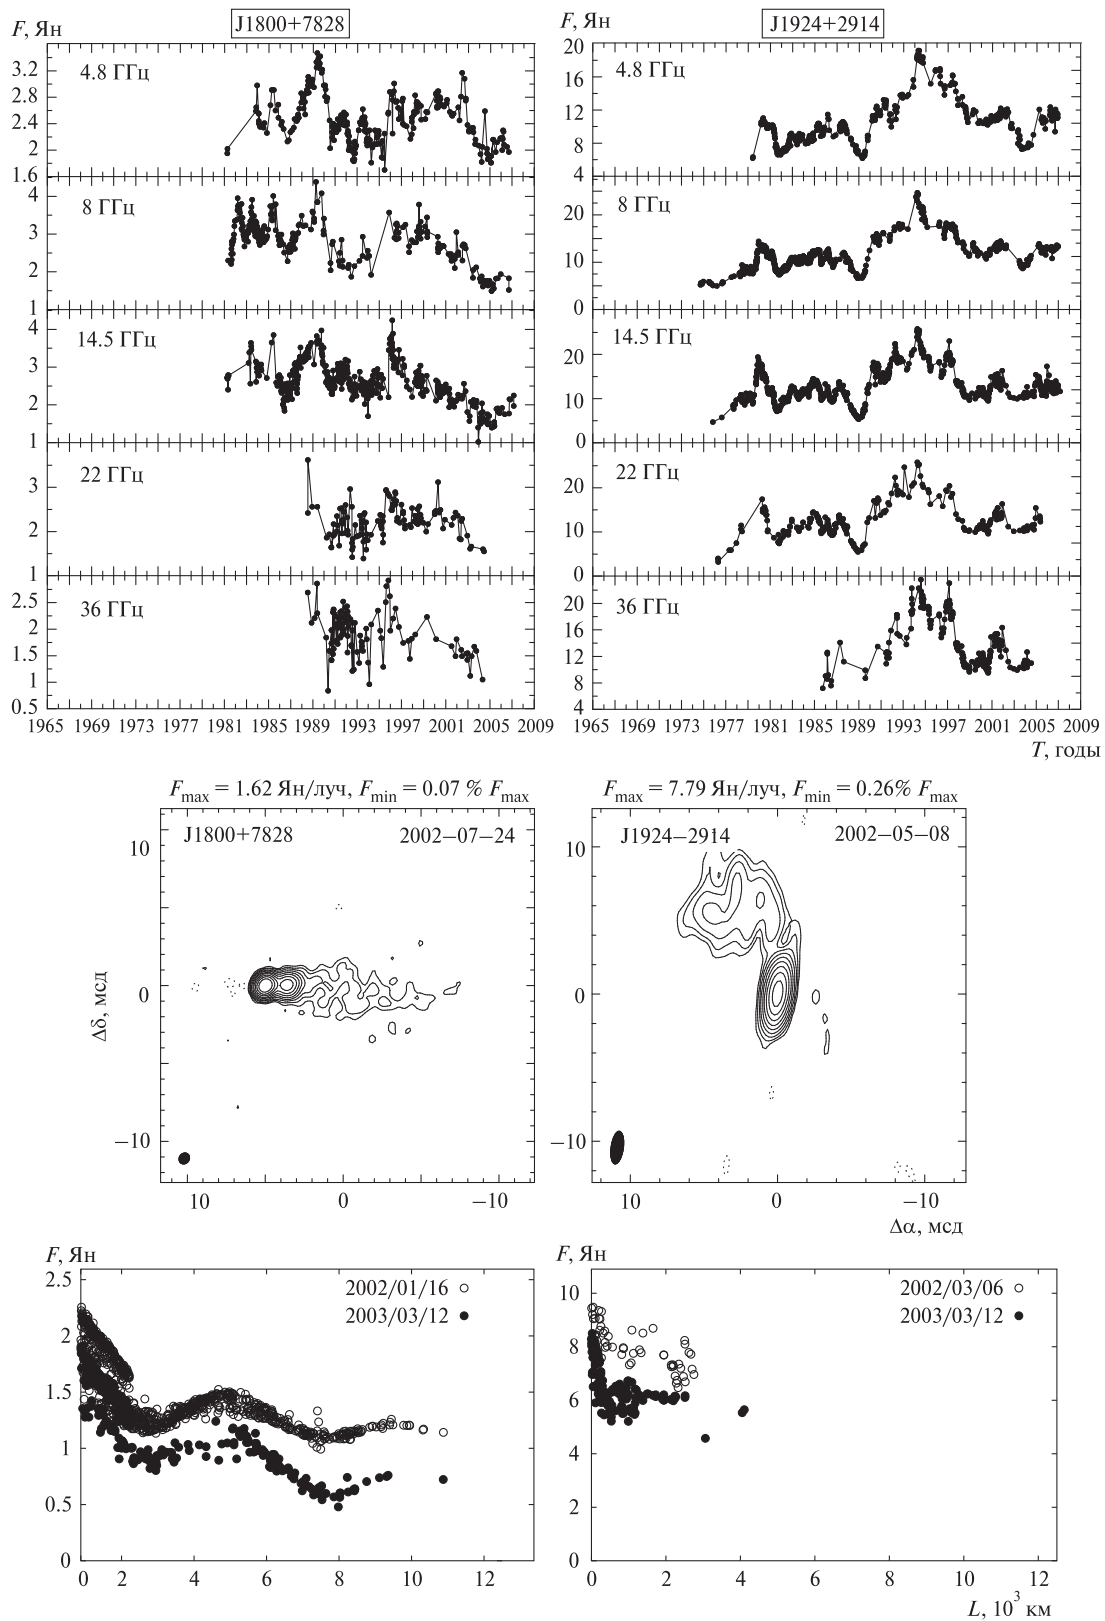 F, Ян J1800+7828 F, Ян J1924+2914
4.8 ГГц
3.2
2.8
2.4
2
1.6
4.8 ГГц
20
16
12
8
4
8 ГГц
4
3
2
1
8 ГГц
20
10
0
14.5 ГГц
4
3
2
1
14.5 ГГц
20
10
0
22 ГГц
3
2
1
22 ГГц
20
10
0
36 ГГц
2.5
2
1.5
1
0.5
36 ГГц
20
16
12
8
4
1965 1969 1973 1977 1981 1985 1989 1993 1997 2001 2005 2009
1965 1969 1973 1977 1981 1985 1989 1993 1997 2001 2005 2009
T, годы
Fmax = 1.62 Ян/луч, Fmin = 0.07 % Fmax
Fmax = 7.79 Ян/луч, Fmin = 0.26% Fmax
J1800+7828 2002−07−24
J1924−2914 2002−05−08
10
0
−10
Δδ, мсд
10
0
−10
10 0 −10
10 0 −10
Δα, мсд
F, Ян
2002/01/16
2003/03/12
2.5
2
1.5
1
0.5
0
0 2 4 6 8 10 12
F, Ян
2002/03/06
2003/03/12
10
8
6
4
2
0
0 2 4 6 8 10 12
L, 10³ км